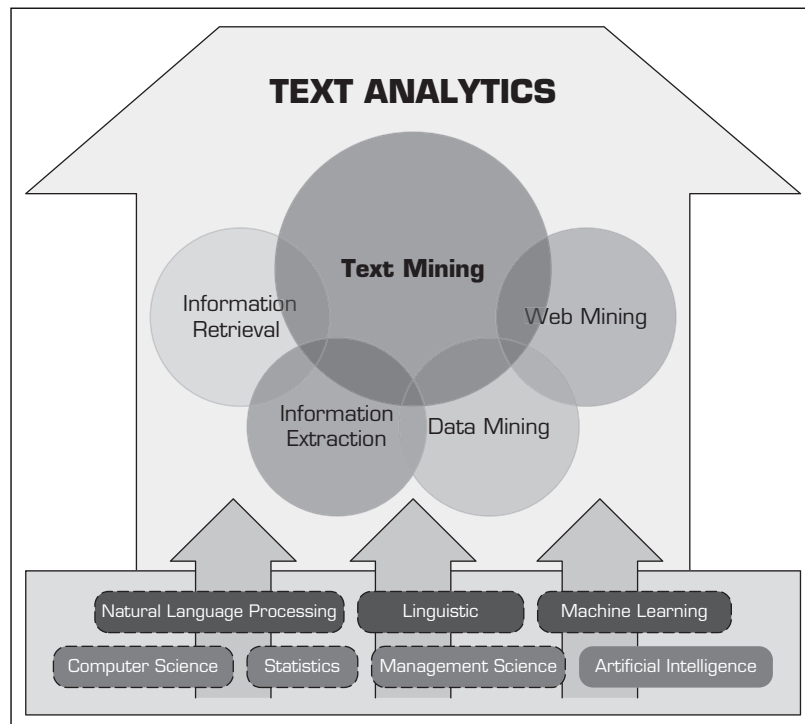 TEXT ANALYTICS
Text Mining
Information
Retrieval
Web Mining
Information
Extraction
Data Mining
Natural Language Processing
Linguistic
Machine Learning
Computer Science
Statistics
Management Science
Artificial Intelligence